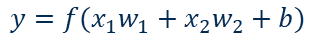 y = f(x₁w₁ + x₂w₂ + b)